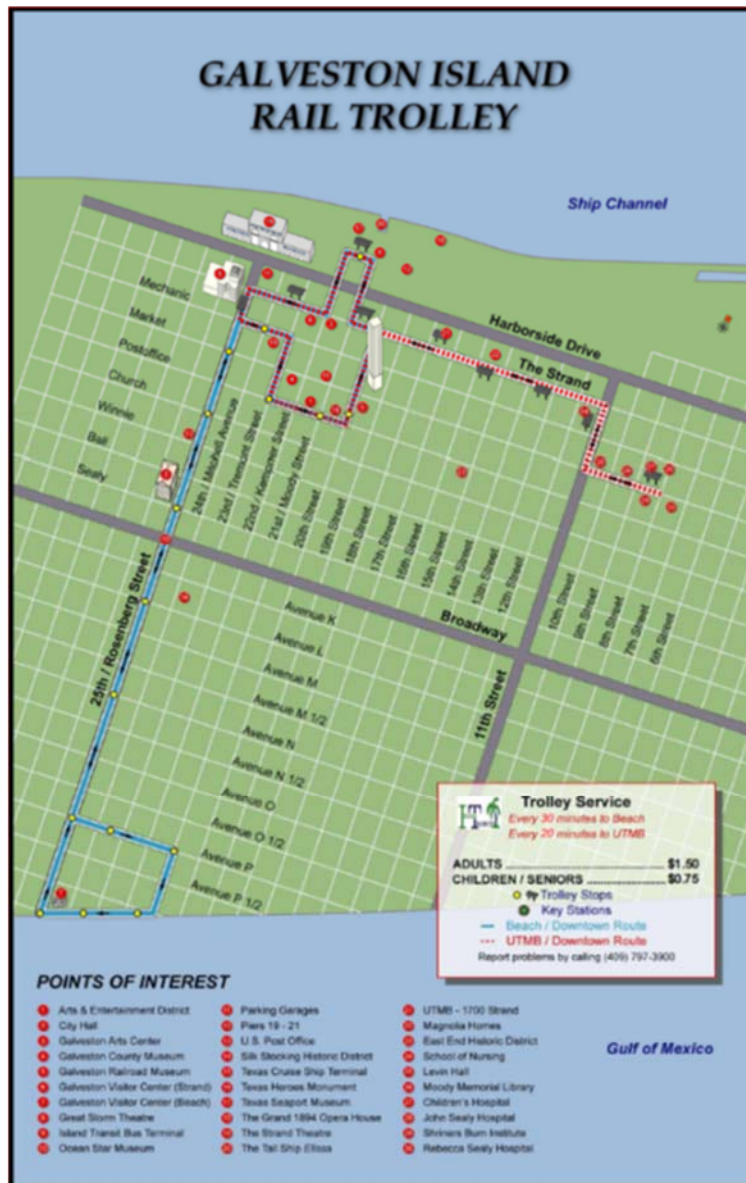 GALVESTON ISLAND
RAIL TROLLEY
Ship Channel
Harborside Drive
The Strand
Mechanic
Market
Postoffice
Church
Winnie
Ball
Sealy
24th / Mitchell Avenue
23rd / Tremont Street
22nd / Kempner Street
21st / Moody Street
20th Street
19th Street
18th Street
17th Street
16th Street
15th Street
14th Street
13th Street
12th Street
10th Street
9th Street
8th Street
7th Street
6th Street
25th / Rosenberg Street
Broadway
11th Street
Avenue K
Avenue L
Avenue M
Avenue M 1/2
Avenue N
Avenue N 1/2
Avenue O
Avenue O 1/2
Avenue P
Avenue P 1/2
Trolley Service
Every 30 minutes to Beach
Every 20 minutes to UTMB
ADULTS $1.50
CHILDREN / SENIORS $0.75
Trolley Stops
Key Stations
Beach / Downtown Route
UTMB / Downtown Route
Report problems by calling (409) 797-3900
Gulf of Mexico
POINTS OF INTEREST
Arts & Entertainment District
City Hall
Galveston Arts Center
Galveston County Museum
Galveston Railroad Museum
Galveston Visitor Center (Strand)
Galveston Visitor Center (Beach)
Great Storm Theatre
Island Transit Bus Terminal
Ocean Star Museum
Parking Garages
Piers 19 - 21
U.S. Post Office
Silk Stocking Historic District
Texas Cruise Ship Terminal
Texas Heroes Monument
Texas Seaport Museum
The Grand 1894 Opera House
The Strand Theatre
The Tall Ship Elissa
UTMB - 1700 Strand
Magnolia Homes
East End Historic District
School of Nursing
Levin Hall
Moody Memorial Library
Children's Hospital
John Sealy Hospital
Shriners Burn Institute
Rebecca Sealy Hospital